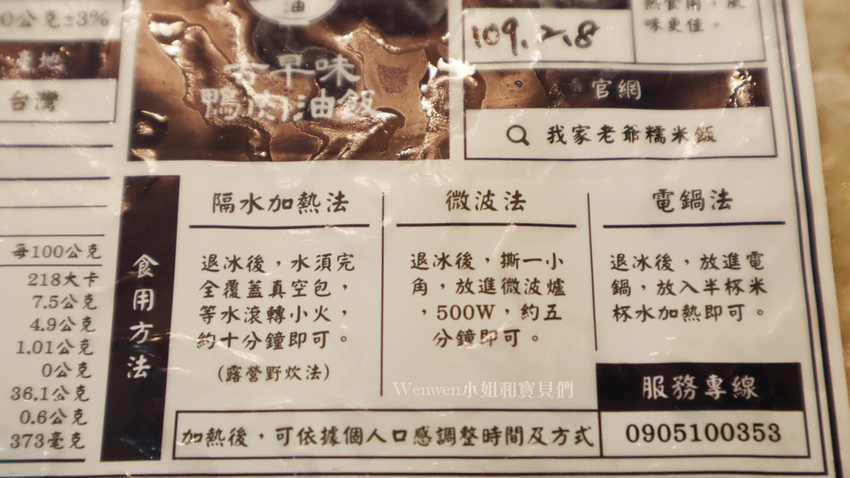 0公克±3%
產地
台灣
油
古早味
鴨肉油飯
109.2.8
味更佳。
官網
我家老爺糯米飯
每100公克
218大卡
7.5公克
4.9公克
1.01公克
0公克
36.1公克
0.6公克
373毫克
食用方法
隔水加熱法
退冰後，水須完
全覆蓋真空包，
等水滾轉小火，
約十分鐘即可。
(露營野炊法)
微波法
退冰後，撕一小
角，放進微波爐
，500W，約五
分鐘即可。
電鍋法
退冰後，放進電
鍋，放入半杯米
杯水加熱即可。
Wenwen小姐和寶貝們
服務專線
0905100353
加熱後，可依據個人口感調整時間及方式